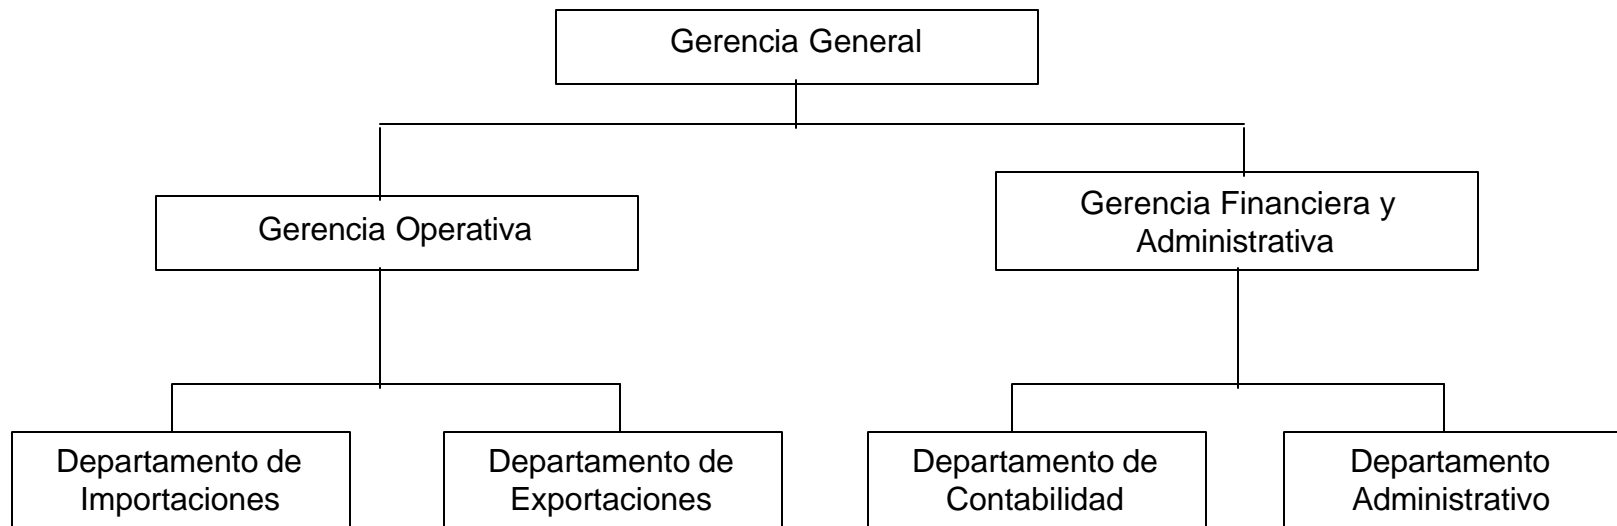 Gerencia General
Gerencia Operativa
Gerencia Financiera y
Administrativa
Departamento de
Importaciones
Departamento de
Exportaciones
Departamento de
Contabilidad
Departamento
Administrativo